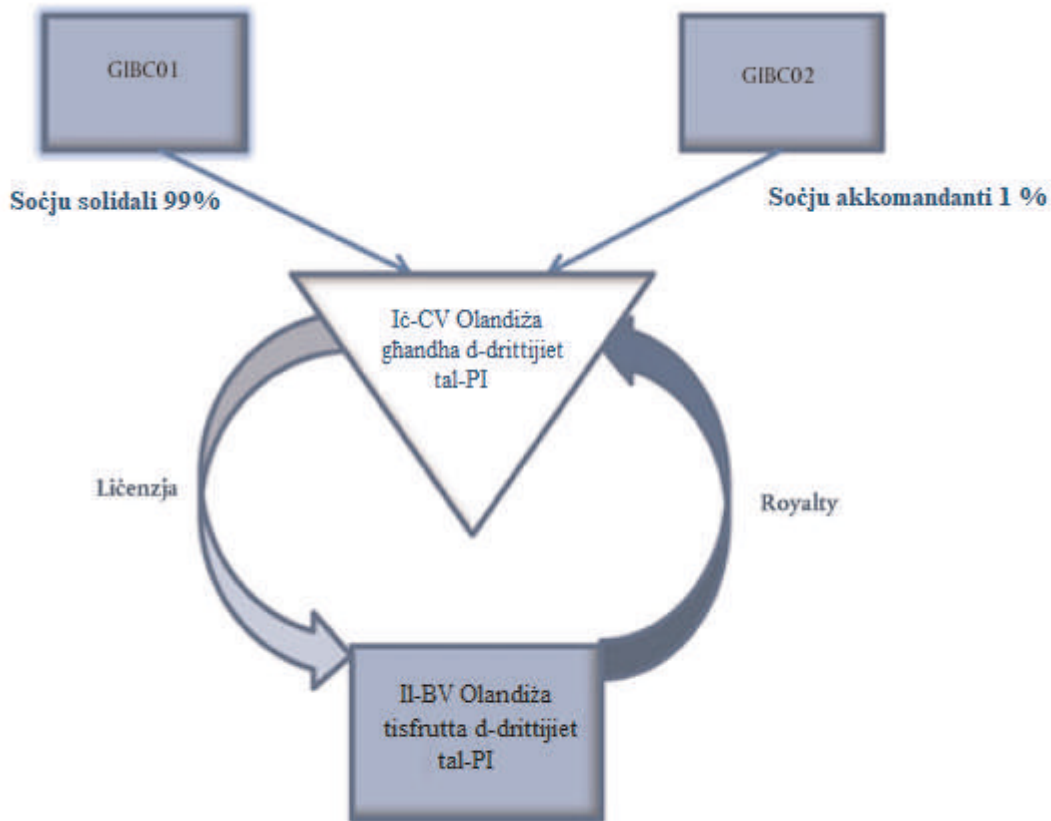 GIBC01
GIBC02
Soċju solidali 99%
Soċju akkomandanti 1 %
Iċ-CV Olandiża
għandha d-drittijiet
tal-PI
Liċenzja
Royalty
Il-BV Olandiża
tisfrutta d-drittijiet
tal-PI